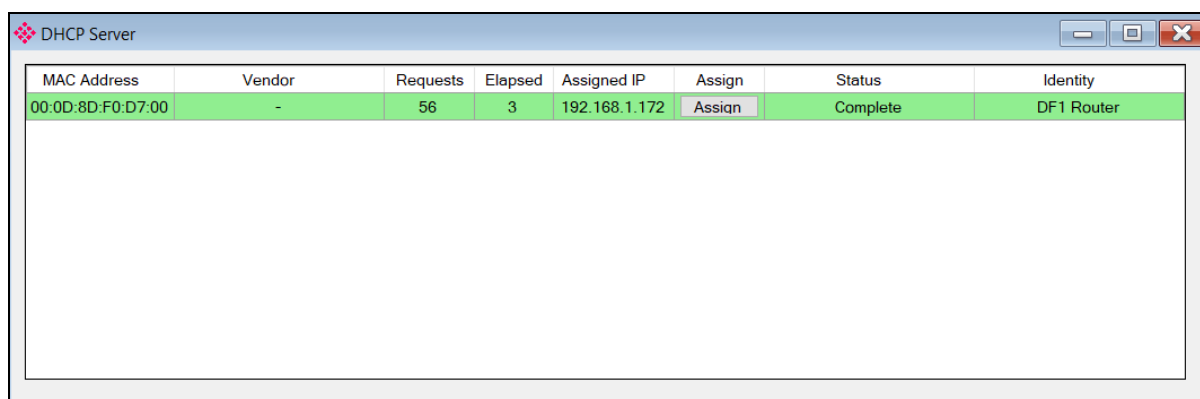 DHCP Server
MAC Address Vendor Requests Elapsed Assigned IP Assign Status Identity
00:0D:8D:F0:D7:00 - 56 3 192.168.1.172 Assign Complete DF1 Router